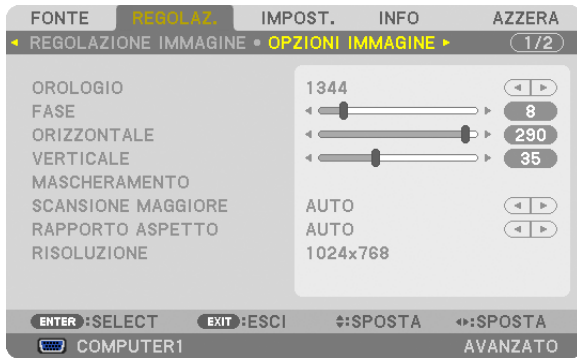 FONTE REGOLAZ. IMPOST. INFO AZZERA
REGOLAZIONE IMMAGINE • OPZIONI IMMAGINE 1/2
OROLOGIO 1344
FASE 8
ORIZZONTALE 290
VERTICALE 35
MASCHERAMENTO
SCANSIONE MAGGIORE AUTO
RAPPORTO ASPETTO AUTO
RISOLUZIONE 1024x768
ENTER :SELECT EXIT :ESCI :SPOSTA :SPOSTA
COMPUTER1 AVANZATO